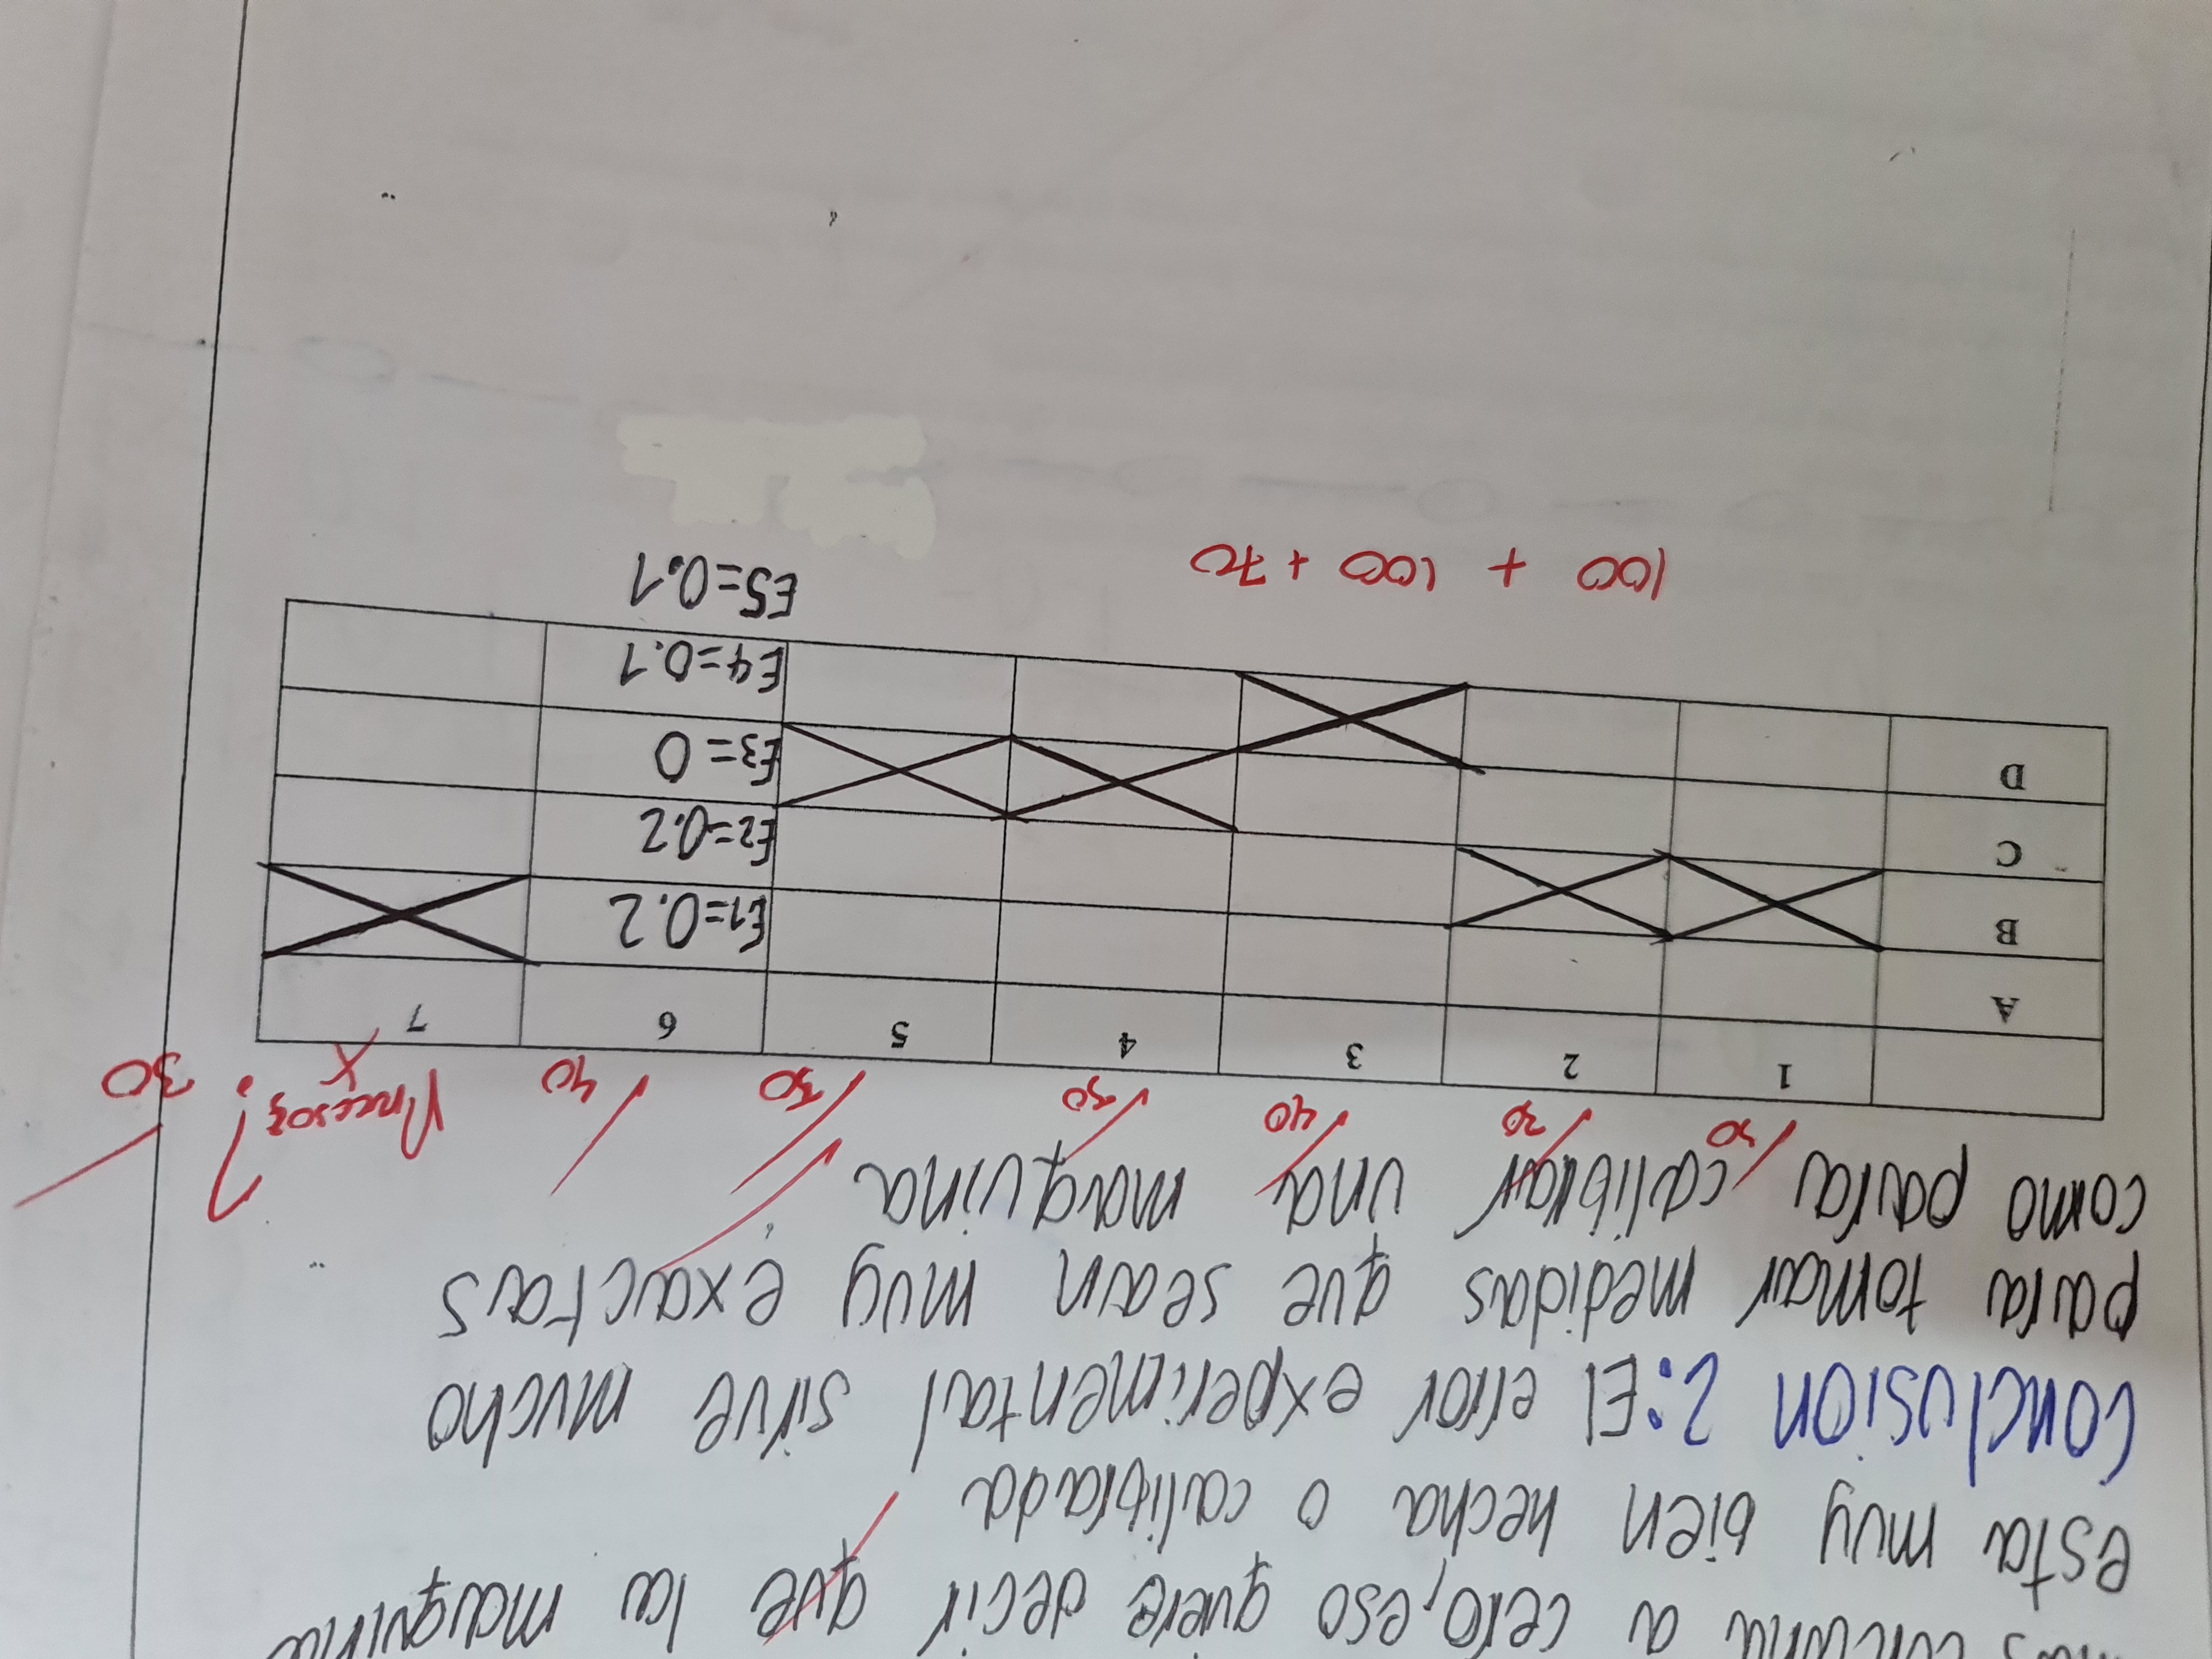 a cero, eso quiere decir que la maquina
esta muy bien hecha o calibrada
Conclusion 2: El error experimental sirve mucho
para tomar medidas que sean muy exactas
como para calibrar una maquina
30 30 40 30 30 40 30
1 2 3 4 5 6 7
A E1=0.2
B E2=0.2
C E3=0
D E4=0.1
E5=0.1
100 + 100 + 70